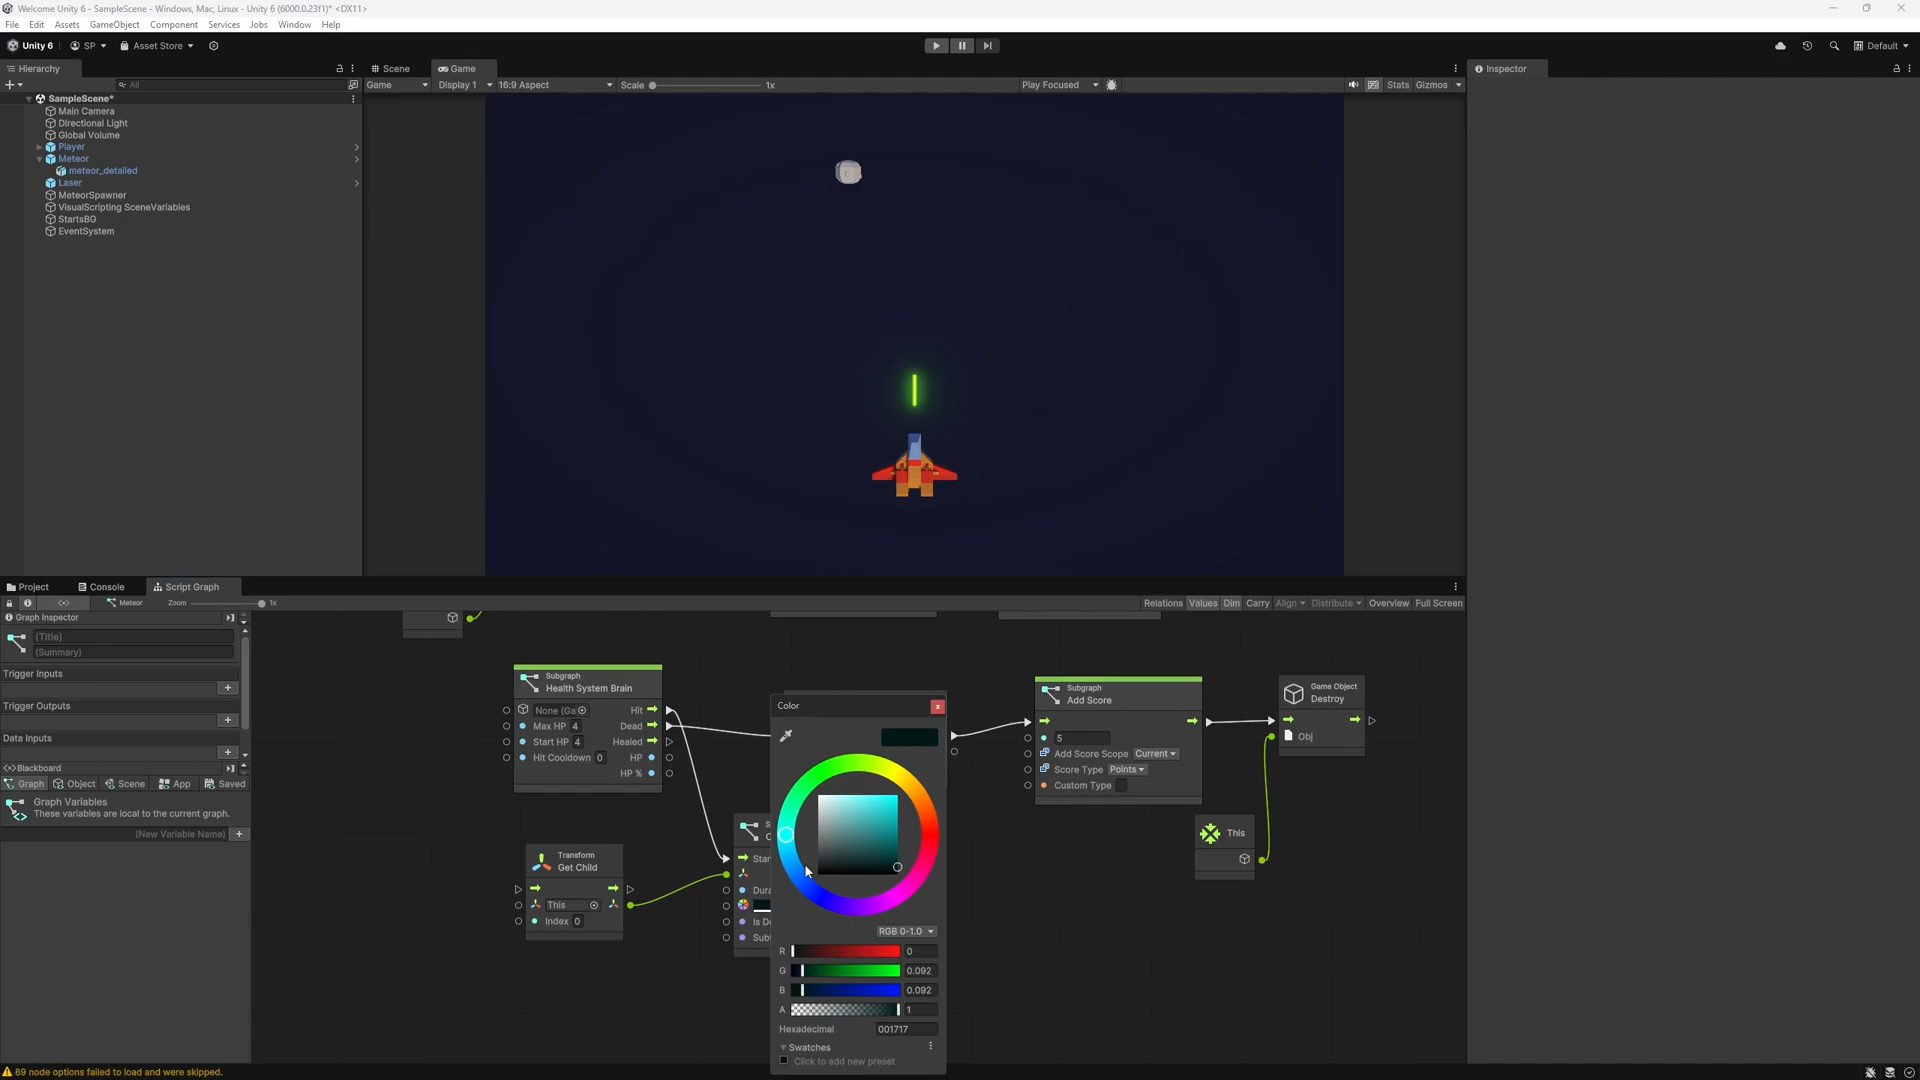 Welcome Unity 6 - SampleScene - Windows, Mac, Linux - Unity 6 (6000.0.23f1)* <DX11>
File Edit Assets GameObject Component Services Jobs Window Help
Unity 6 SP Asset Store Default
Hierarchy Scene Game Inspector
All Game Display 1 16:9 Aspect Scale 1x Play Focused Stats Gizmos
SampleScene*
Main Camera
Directional Light
Global Volume
Player
Meteor
meteor_detailed
Laser
MeteorSpawner
VisualScripting SceneVariables
StartsBG
EventSystem
Project Console Script Graph
Meteor Zoom 1x Relations Values Dim Carry Align Distribute Overview Full Screen
Graph Inspector
(Title)
(Summary)
Trigger Inputs
Trigger Outputs
Data Inputs
Blackboard
Graph Object Scene App Saved
Graph Variables
These variables are local to the current graph.
(New Variable Name)
Subgraph
Health System Brain
None (Ga Hit
Max HP 4 Dead
Start HP 4 Healed
Hit Cooldown 0 HP
HP %
Transform
Get Child
This
Index 0
S
C
Star
Dura
Is De
Subt
Color
RGB 0-1.0
R 0
G 0.092
B 0.092
A 1
Hexadecimal 001717
Swatches
Click to add new preset
Subgraph
Add Score
5
Add Score Scope Current
Score Type Points
Custom Type
Game Object
Destroy
Obj
This
89 node options failed to load and were skipped.